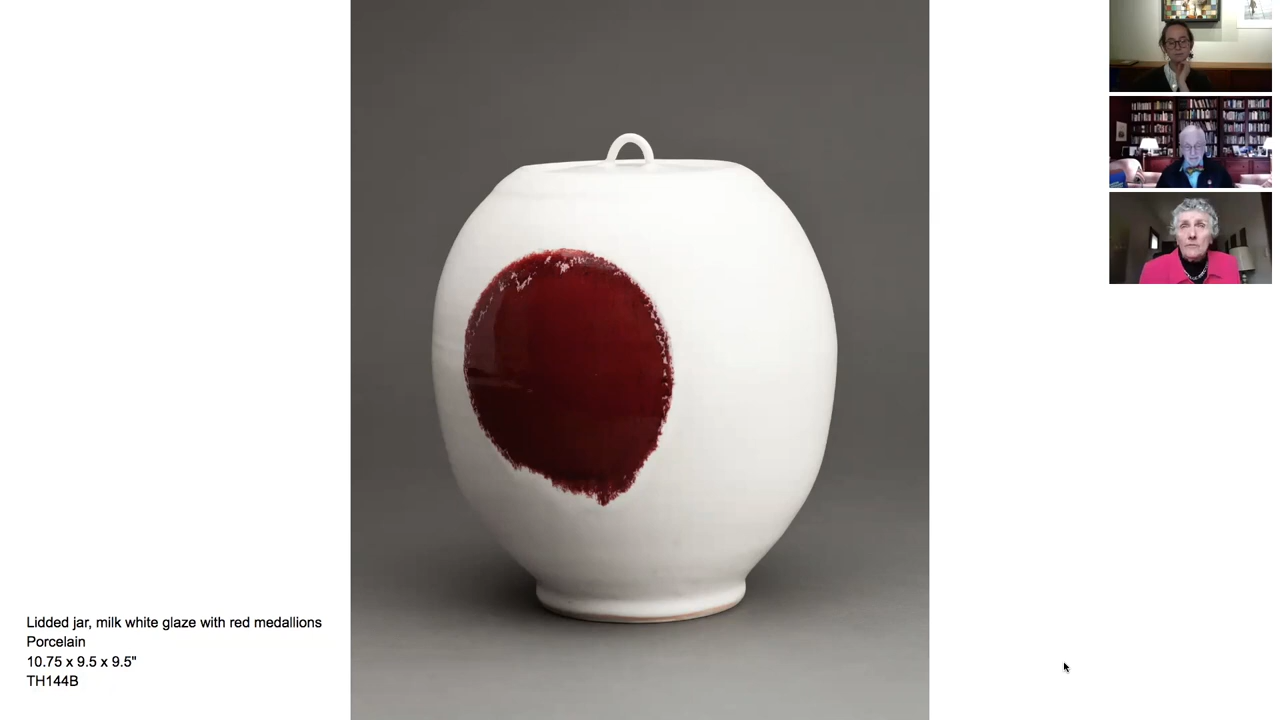 Lidded jar, milk white glaze with red medallions
Porcelain
10.75 x 9.5 x 9.5"
TH144B